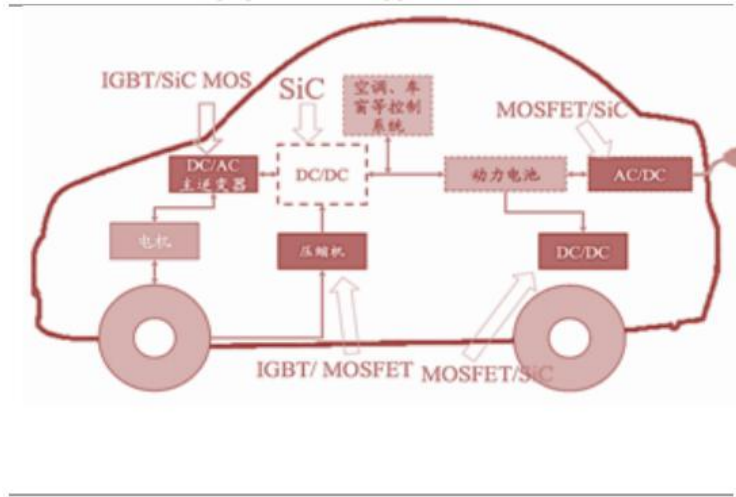 IGBT/SiC MOS
SiC
空调、车
窗等控制
系统
MOSFET/SiC
DC/AC
主逆变器
DC/DC
动力电池
AC/DC
电机
压缩机
DC/DC
IGBT/ MOSFET
MOSFET/SiC